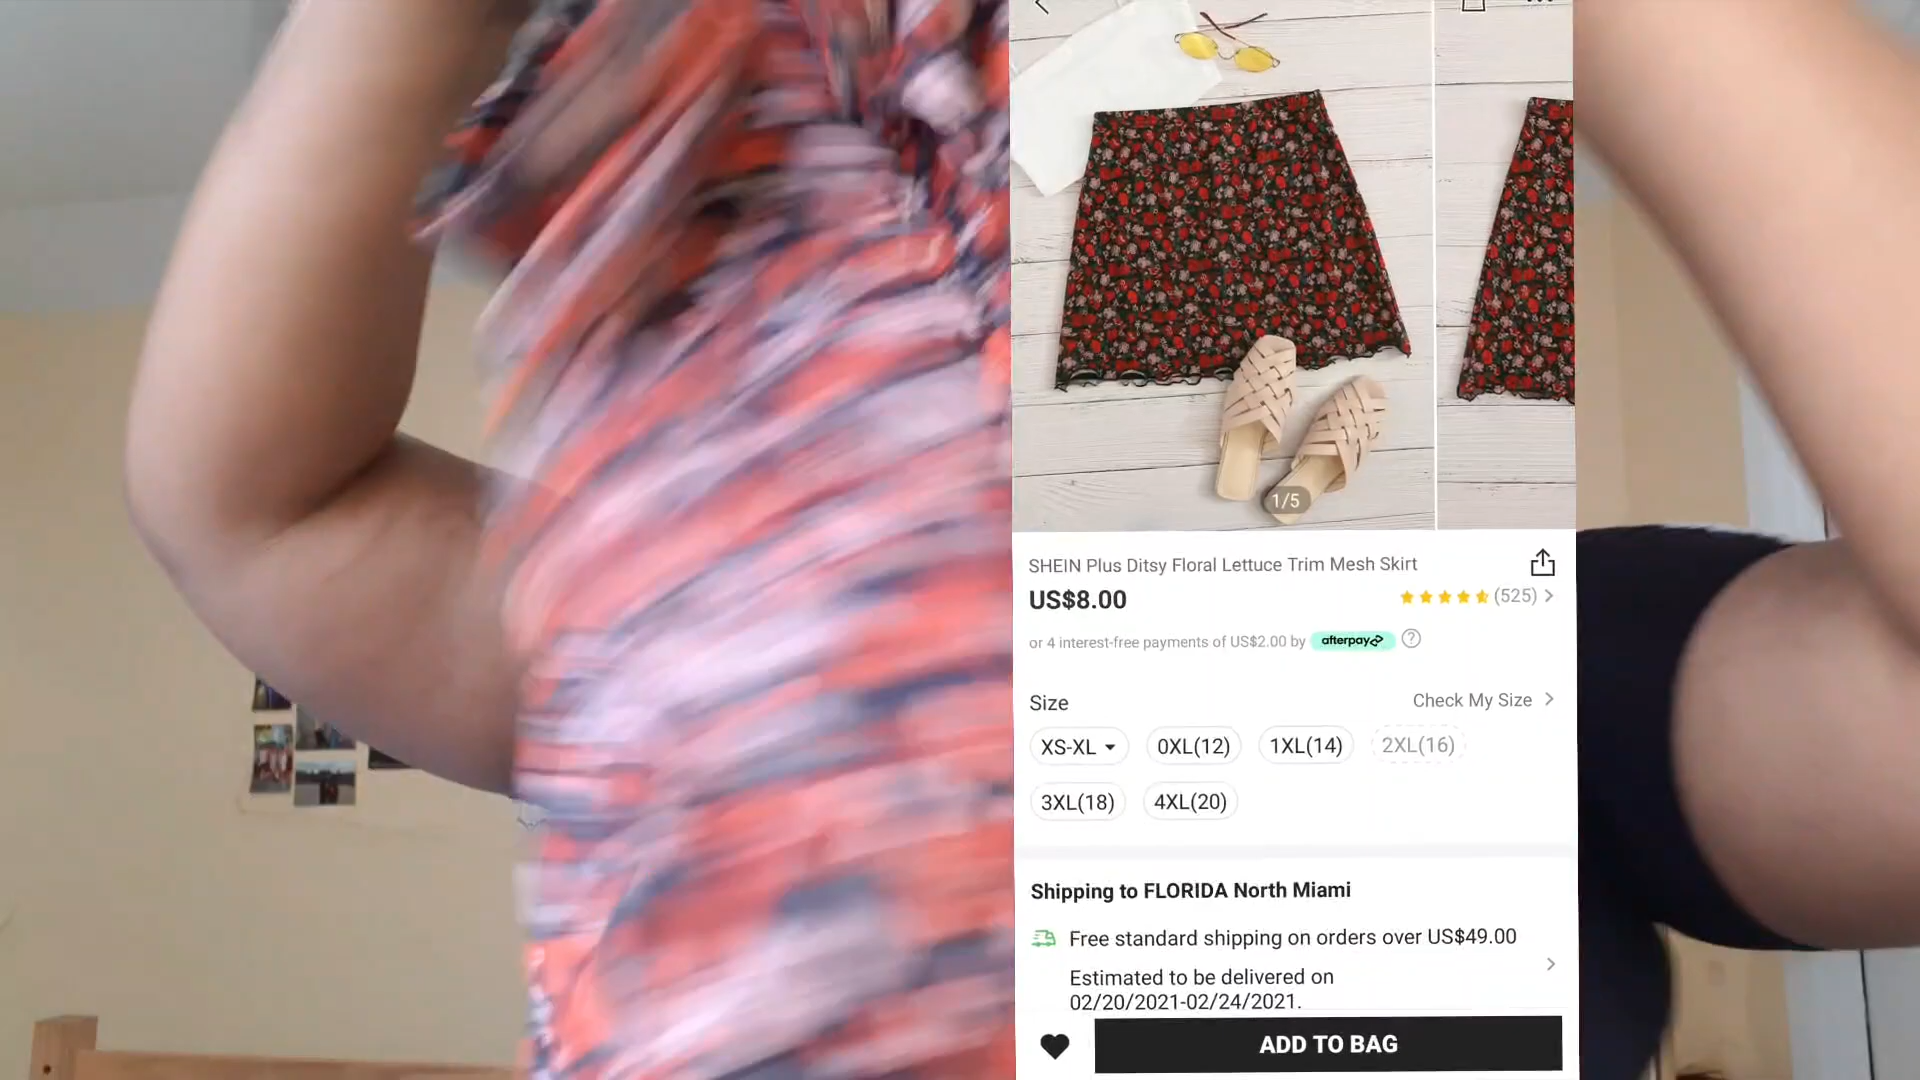 1/5
SHEIN Plus Ditsy Floral Lettuce Trim Mesh Skirt
US$8.00
(525)
or 4 interest-free payments of US$2.00 by afterpay
Size
Check My Size
XS-XL
0XL(12)
1XL(14)
2XL(16)
3XL(18)
4XL(20)
Shipping to FLORIDA North Miami
Free standard shipping on orders over US$49.00
Estimated to be delivered on
02/20/2021-02/24/2021.
ADD TO BAG